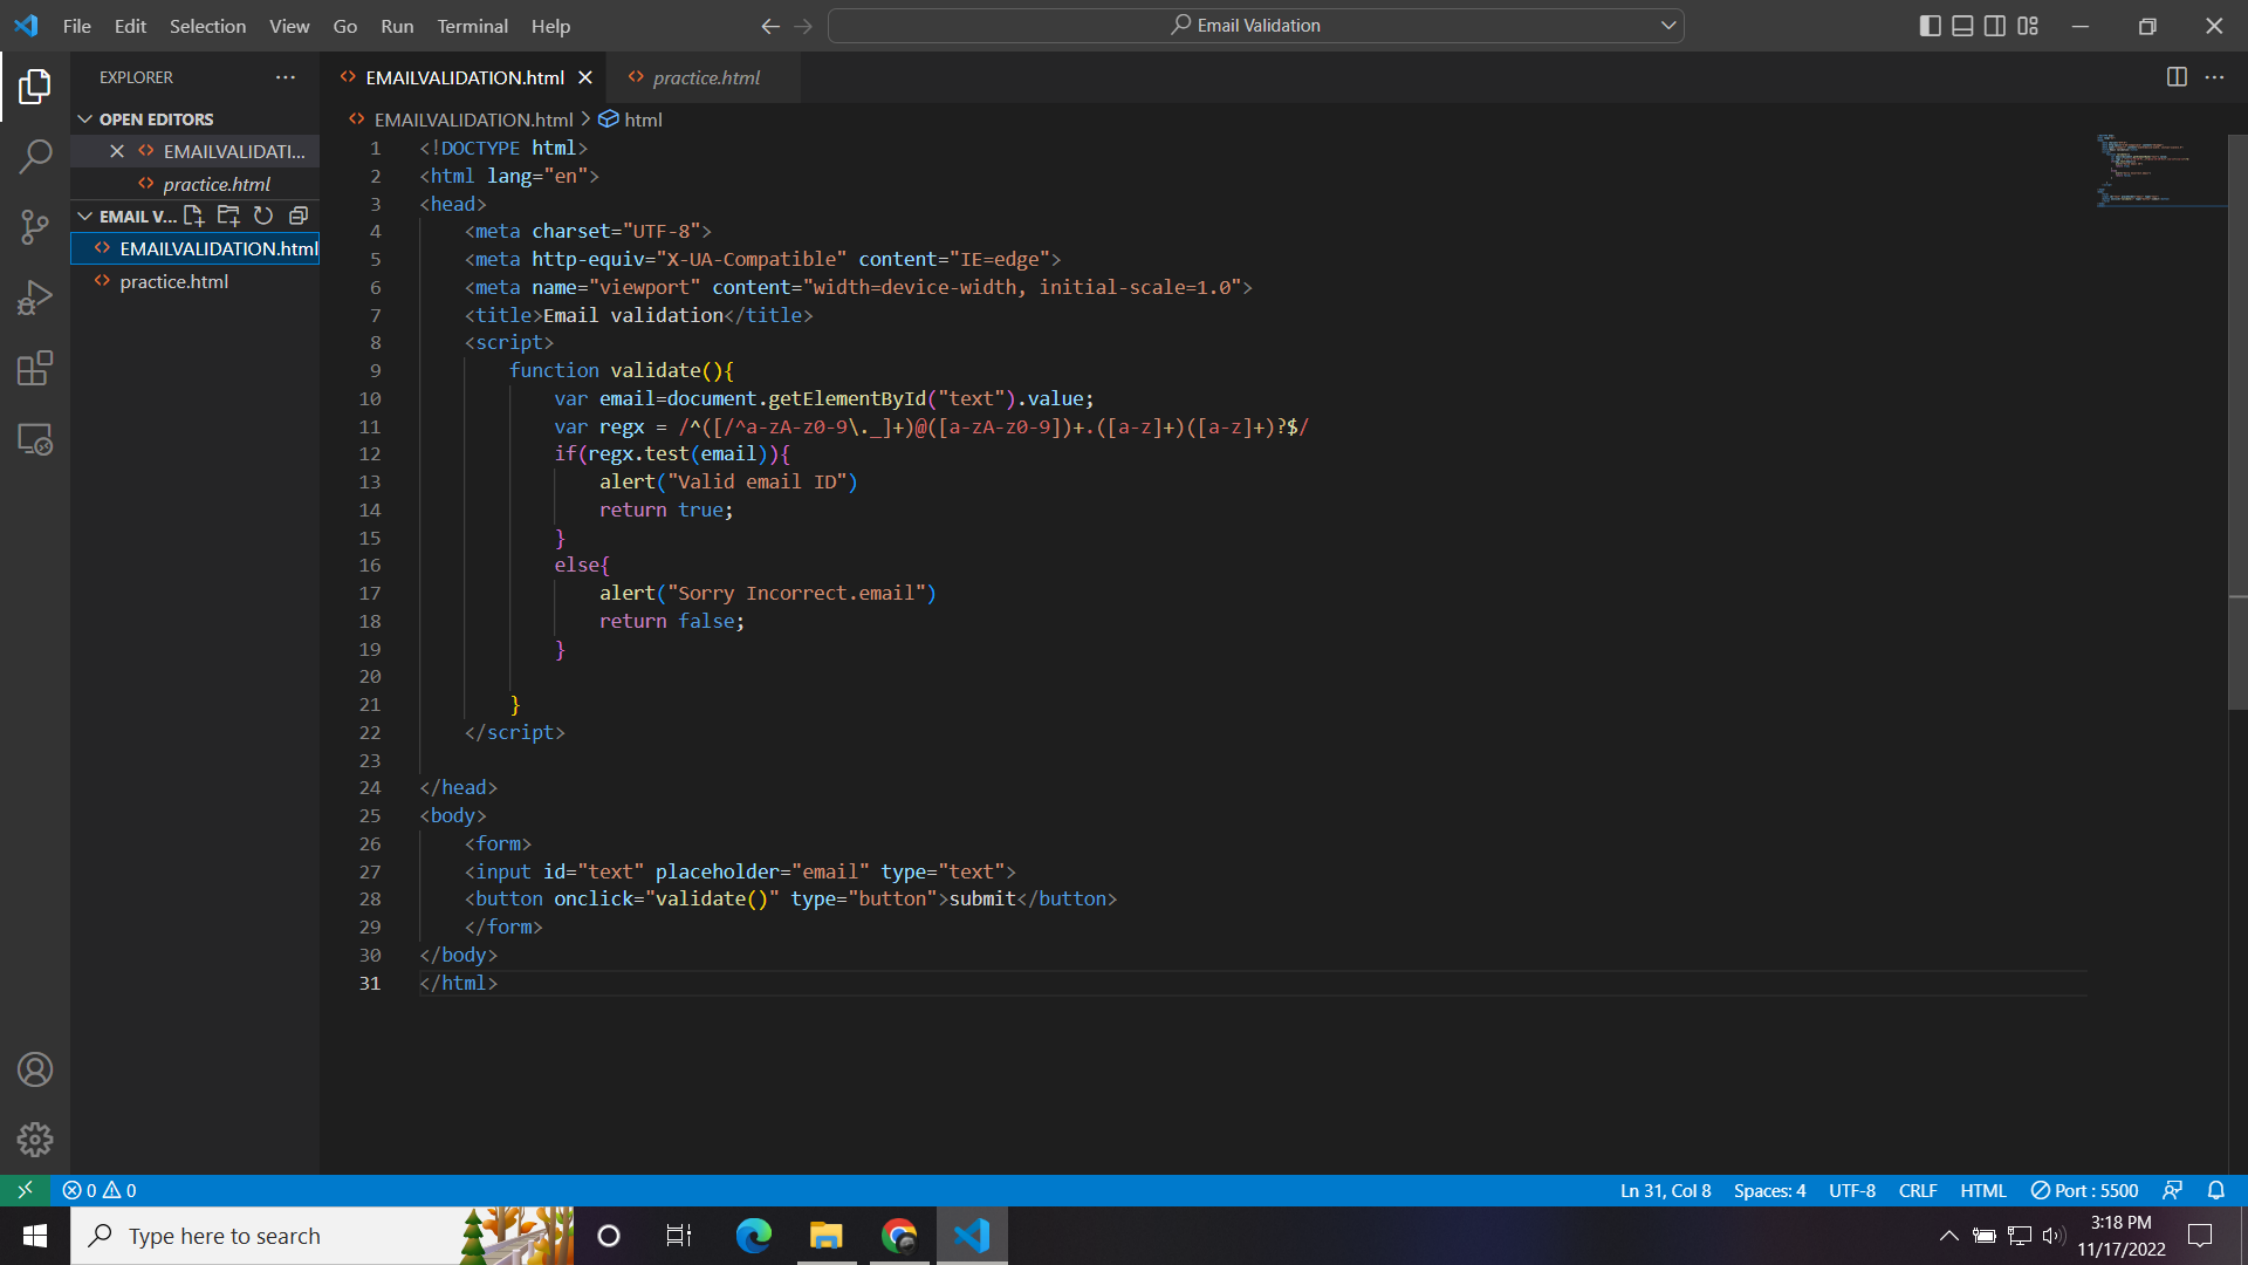 File Edit Selection View Go Run Terminal Help
Email Validation
EXPLORER
EMAILVALIDATION.html
practice.html
OPEN EDITORS
EMAILVALIDATI...
practice.html
EMAIL V...
EMAILVALIDATION.html
practice.html
EMAILVALIDATION.html > html
1 <!DOCTYPE html>
2 <html lang="en">
3 <head>
4 <meta charset="UTF-8">
5 <meta http-equiv="X-UA-Compatible" content="IE=edge">
6 <meta name="viewport" content="width=device-width, initial-scale=1.0">
7 <title>Email validation</title>
8 <script>
9 function validate(){
10 var email=document.getElementById("text").value;
11 var regx = /^([/^a-zA-z0-9\._]+)@([a-zA-z0-9])+.([a-z]+)([a-z]+)?$/
12 if(regx.test(email)){
13 alert("Valid email ID")
14 return true;
15 }
16 else{
17 alert("Sorry Incorrect.email")
18 return false;
19 }
20
21 }
22 </script>
23
24 </head>
25 <body>
26 <form>
27 <input id="text" placeholder="email" type="text">
28 <button onclick="validate()" type="button">submit</button>
29 </form>
30 </body>
31 </html>
0 0
Ln 31, Col 8 Spaces: 4 UTF-8 CRLF HTML Port : 5500
Type here to search
3:18 PM
11/17/2022